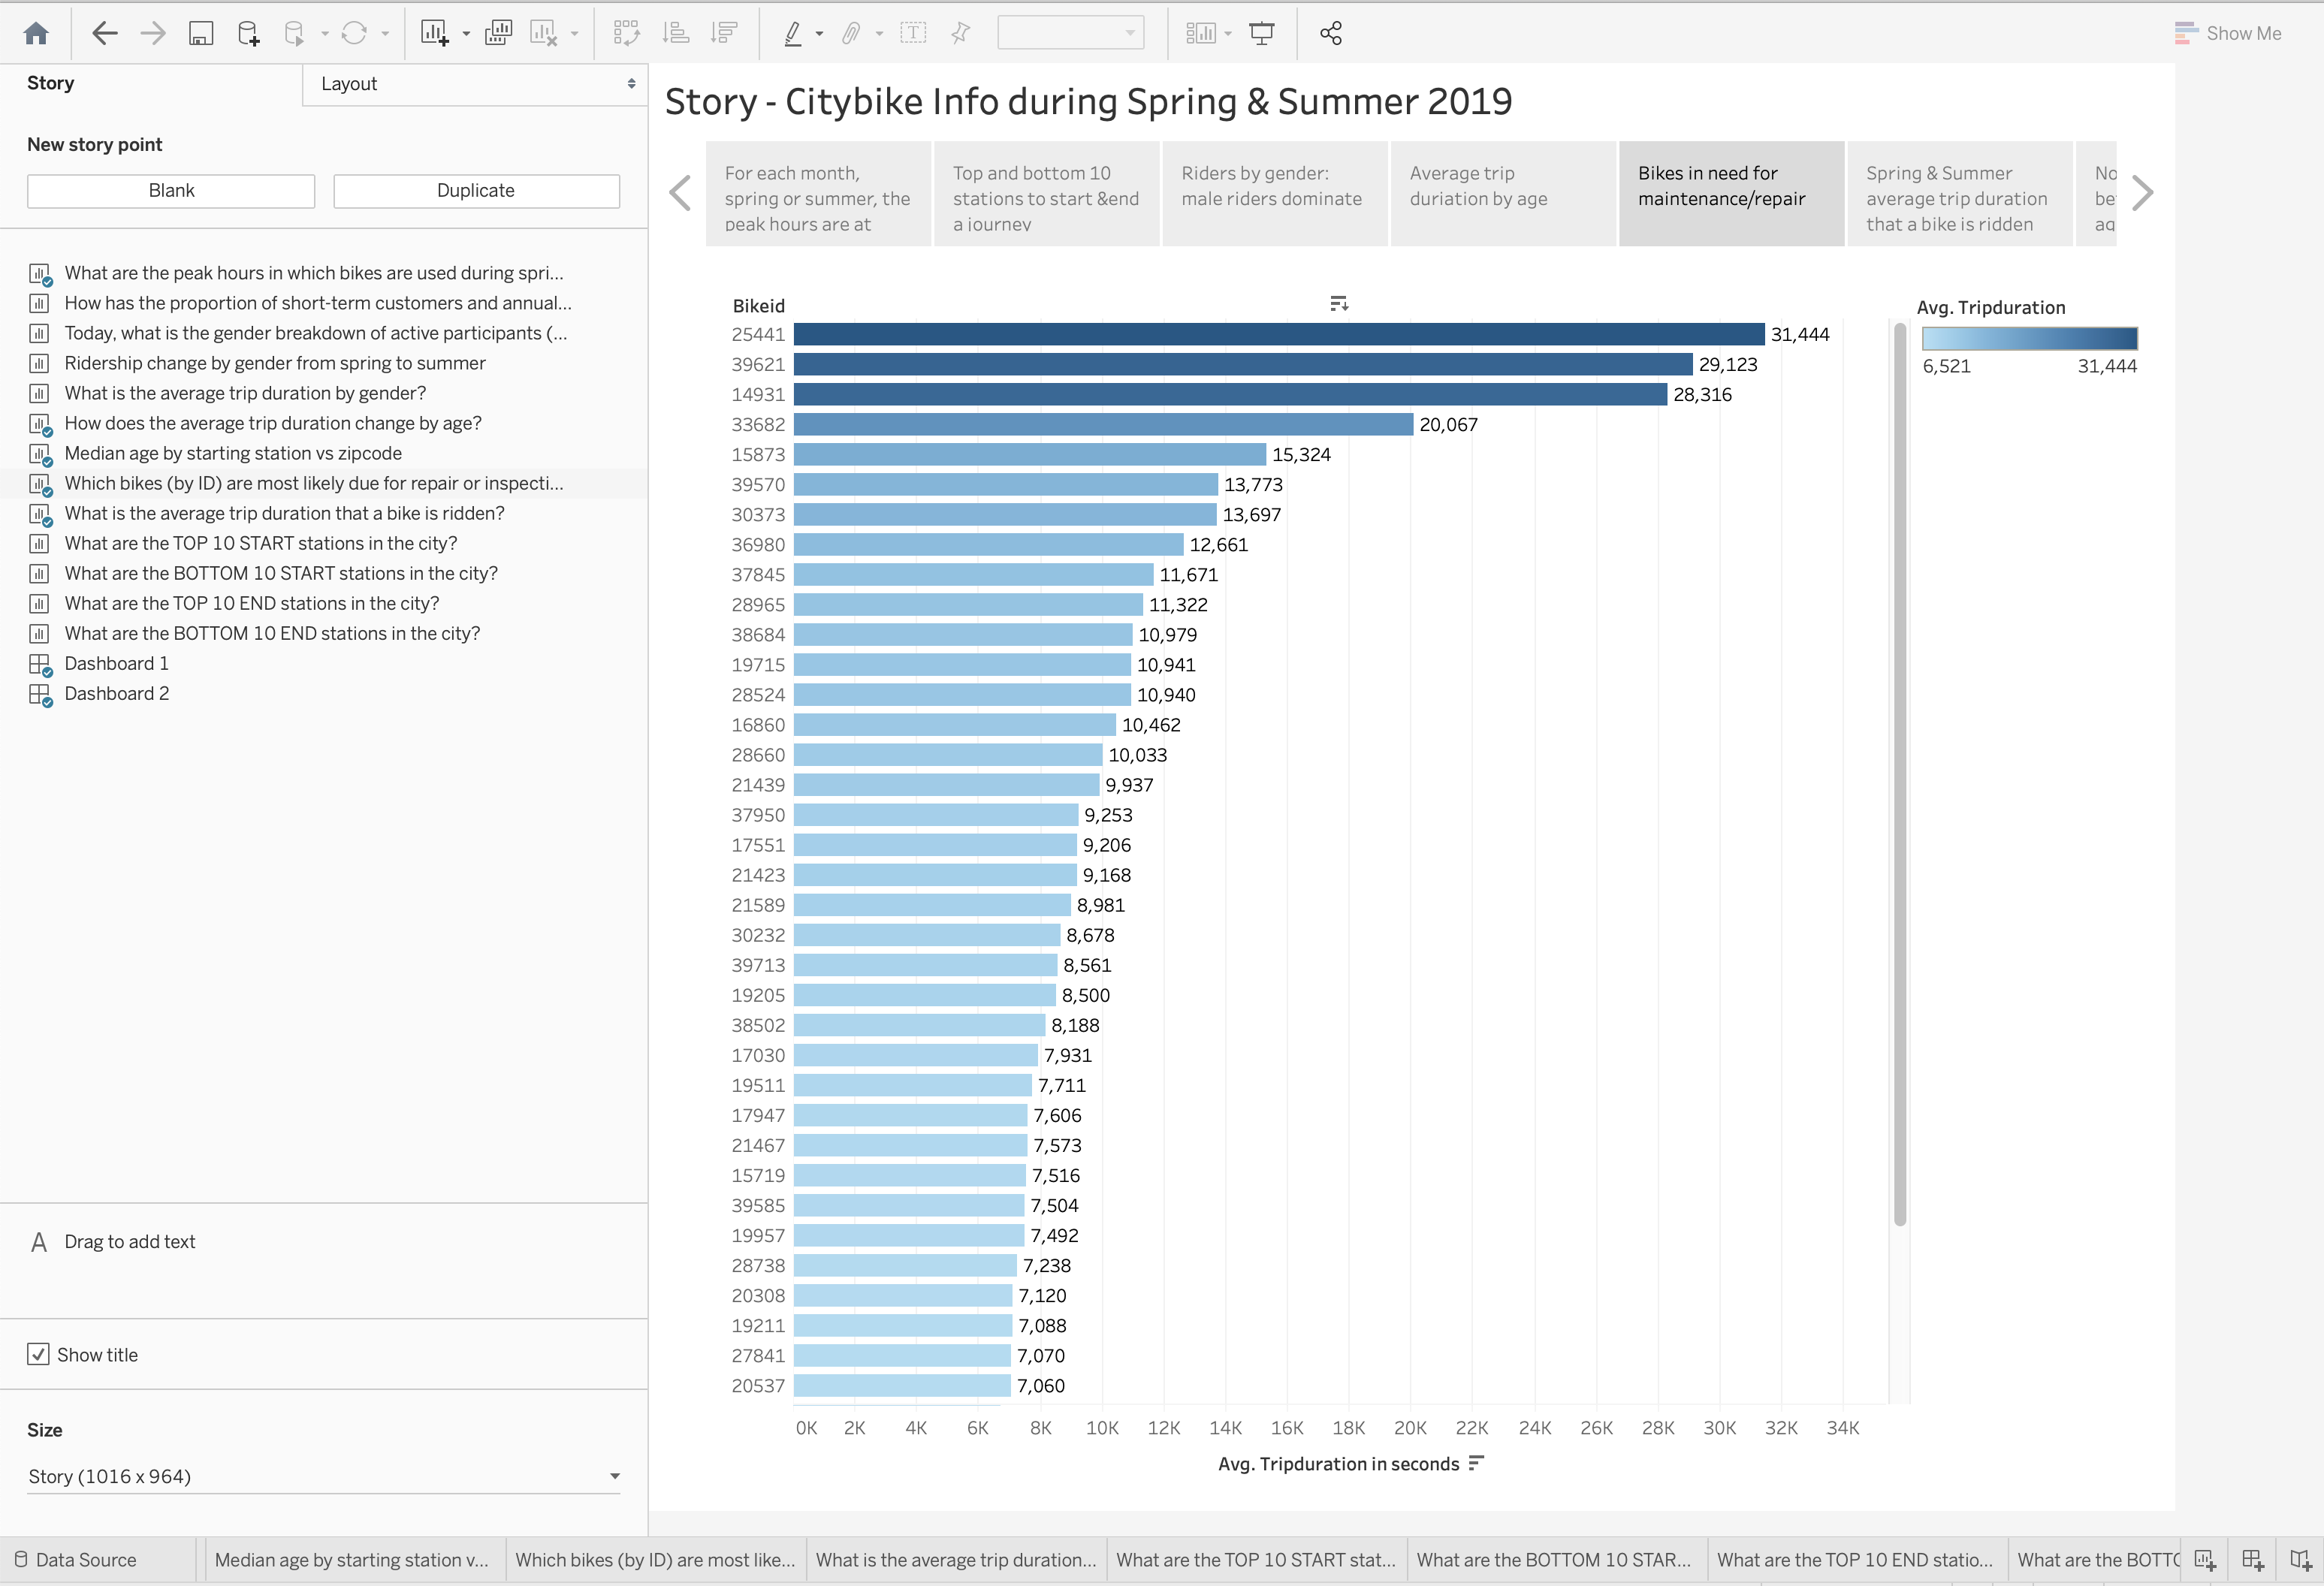 Show Me
Story
Layout
New story point
Blank
Duplicate
What are the peak hours in which bikes are used during spri...
How has the proportion of short-term customers and annual...
Today, what is the gender breakdown of active participants (...
Ridership change by gender from spring to summer
What is the average trip duration by gender?
How does the average trip duration change by age?
Median age by starting station vs zipcode
Which bikes (by ID) are most likely due for repair or inspecti...
What is the average trip duration that a bike is ridden?
What are the TOP 10 START stations in the city?
What are the BOTTOM 10 START stations in the city?
What are the TOP 10 END stations in the city?
What are the BOTTOM 10 END stations in the city?
Dashboard 1
Dashboard 2
A Drag to add text
Show title
Size
Story (1016 x 964)
Story - Citybike Info during Spring & Summer 2019
For each month,
spring or summer, the
peak hours are at
Top and bottom 10
stations to start &end
a journey
Riders by gender:
male riders dominate
Average trip
duriation by age
Bikes in need for
maintenance/repair
Spring & Summer
average trip duration
that a bike is ridden
No
be
ag
Bikeid
25441 31,444
39621 29,123
14931 28,316
33682 20,067
15873 15,324
39570 13,773
30373 13,697
36980 12,661
37845 11,671
28965 11,322
38684 10,979
19715 10,941
28524 10,940
16860 10,462
28660 10,033
21439 9,937
37950 9,253
17551 9,206
21423 9,168
21589 8,981
30232 8,678
39713 8,561
19205 8,500
38502 8,188
17030 7,931
19511 7,711
17947 7,606
21467 7,573
15719 7,516
39585 7,504
19957 7,492
28738 7,238
20308 7,120
19211 7,088
27841 7,070
20537 7,060
0K 2K 4K 6K 8K 10K 12K 14K 16K 18K 20K 22K 24K 26K 28K 30K 32K 34K
Avg. Tripduration in seconds
Avg. Tripduration
6,521 31,444
Data Source
Median age by starting station v...
Which bikes (by ID) are most like...
What is the average trip duration...
What are the TOP 10 START stat...
What are the BOTTOM 10 STAR...
What are the TOP 10 END statio...
What are the BOTTO